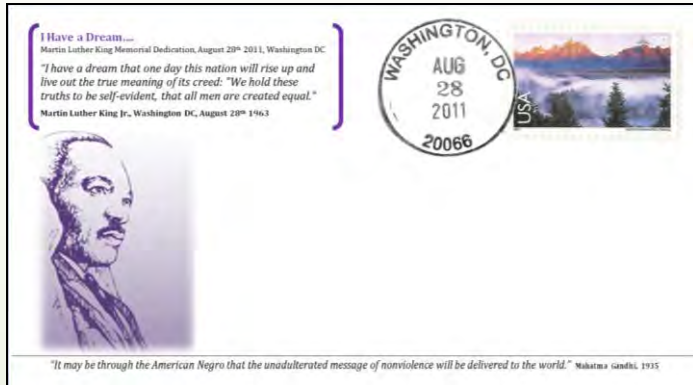 I Have a Dream....
Martin Luther King Memorial Dedication, August 28th 2011, Washington DC
"I have a dream that one day this nation will rise up and
live out the true meaning of its creed: "We hold these
truths to be self-evident, that all men are created equal."
Martin Luther King Jr., Washington DC, August 28th 1963
WASHINGTON, DC
AUG
28
2011
20066
USA
"It may be through the American Negro that the unadulterated message of nonviolence will be delivered to the world." Mahatma Gandhi, 1935